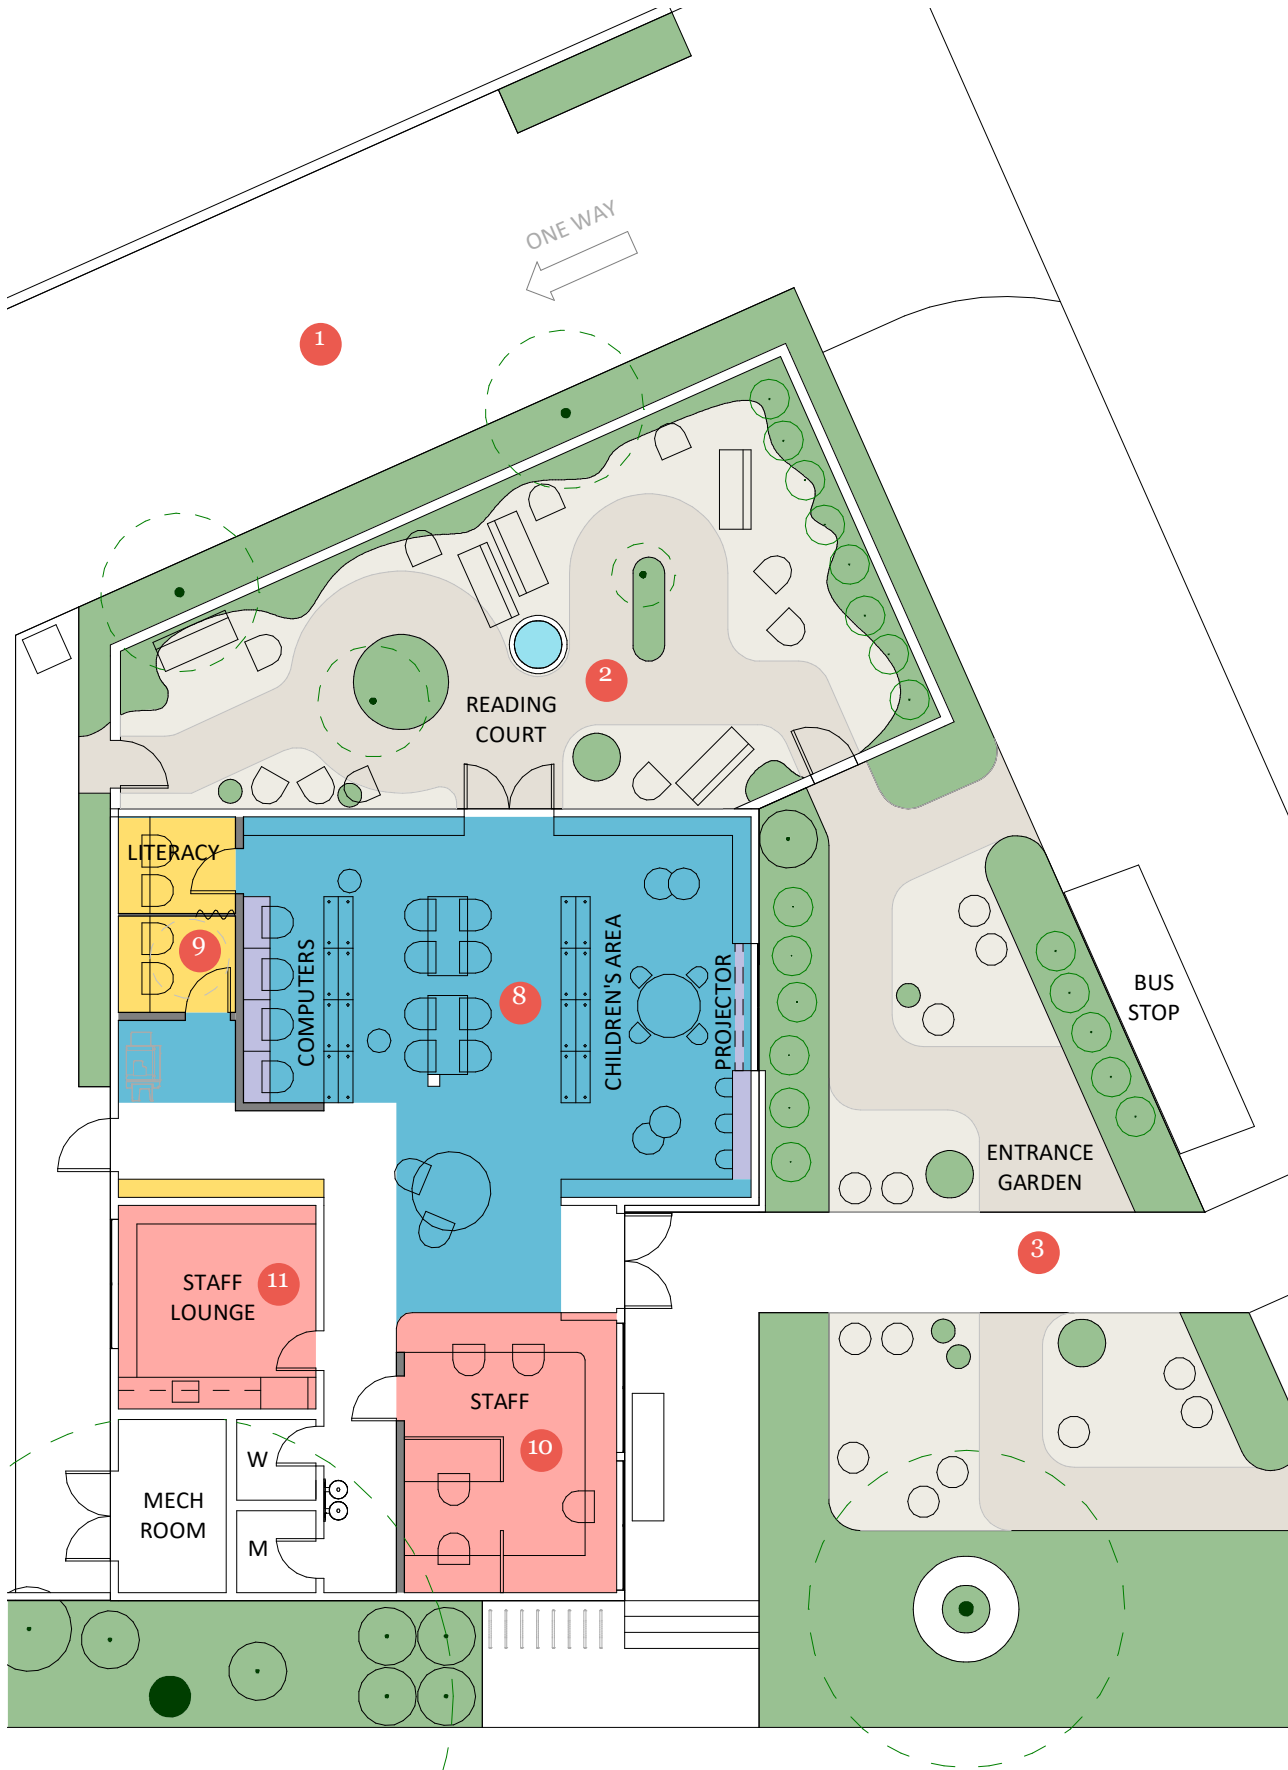 ONE WAY
1
2
READING
COURT
LITERACY
9
COMPUTERS
8
CHILDREN'S AREA
PROJECTOR
BUS
STOP
ENTRANCE
GARDEN
3
STAFF
LOUNGE
11
STAFF
10
W
MECH
ROOM
M